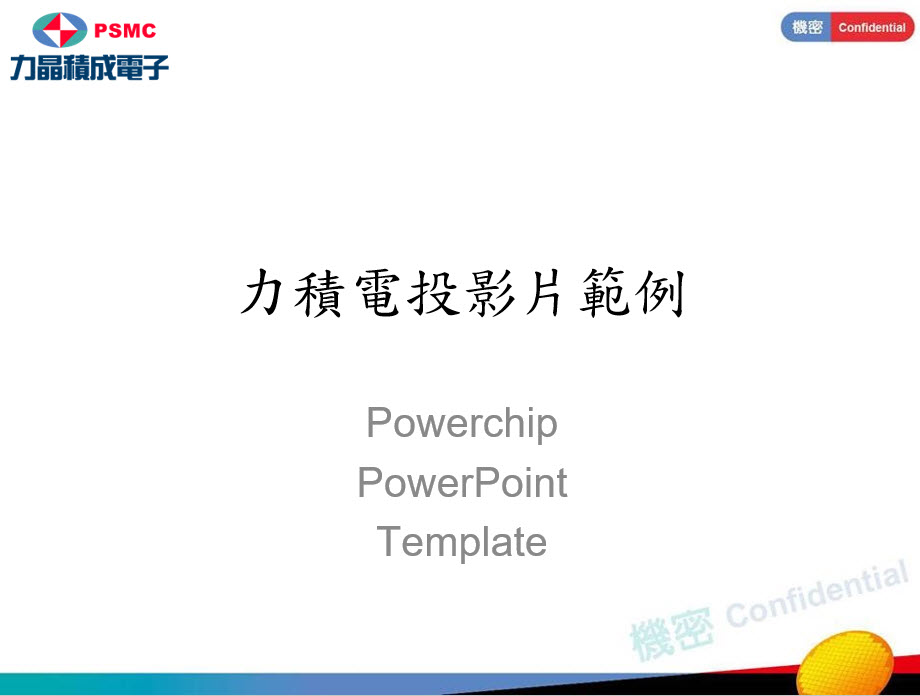 PSMC
力晶積成電子
機密 Confidential
力積電投影片範例
Powerchip
PowerPoint
Template
機密 Confidential